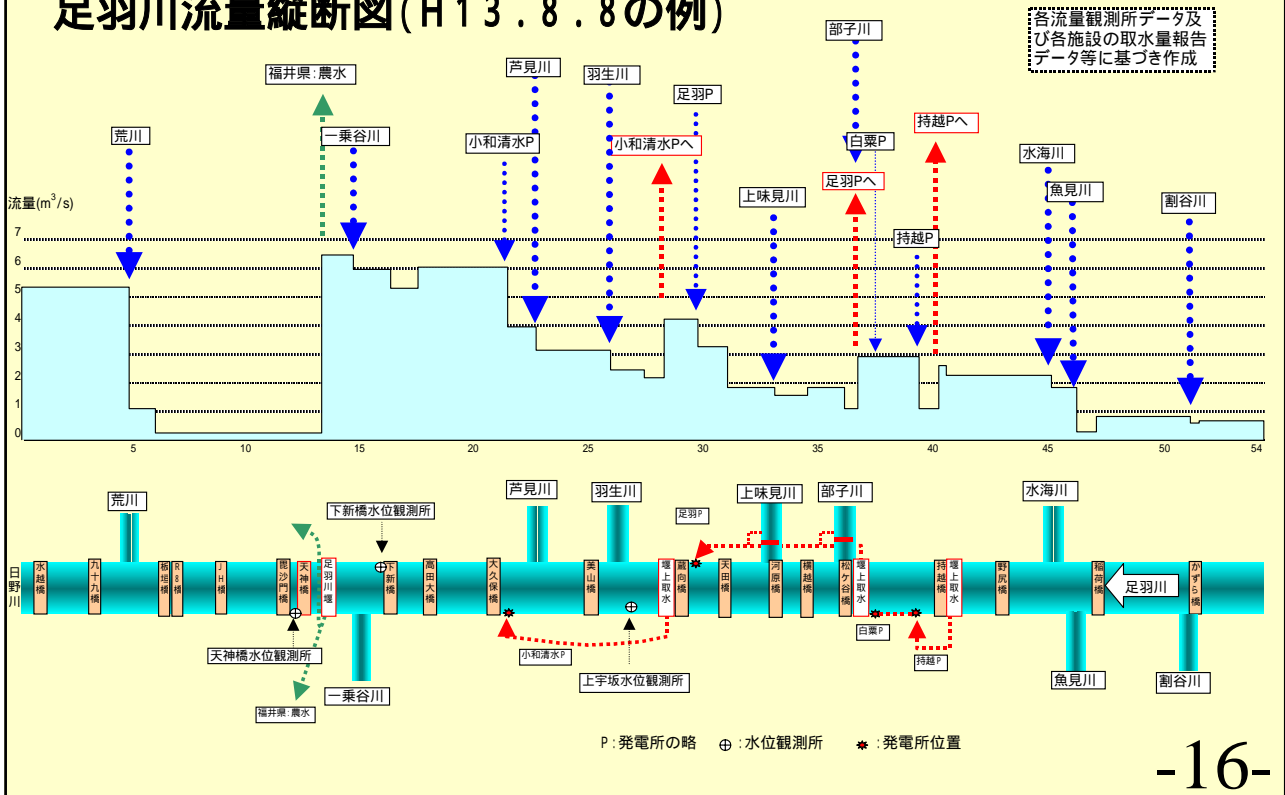 足羽川流量縦断図(H13.8.8の例)
各流量観測所データ及
び各施設の取水量報告
データ等に基づき作成
部子川
福井県:農水
芦見川
羽生川
足羽P
荒川
一乗谷川
小和清水P
小和清水Pへ
白粟P
持越Pへ
水海川
足羽Pへ
上味見川
魚見川
割谷川
持越P
流量(m³/s)
7
6
5
4
3
2
1
0
5
10
15
20
25
30
35
40
45
50
54
荒川
下新橋水位観測所
芦見川
羽生川
足羽P
上味見川
部子川
水海川
日野川
水越橋
九十九橋
板垣橋
R8橋
JH橋
毘沙門橋
天神橋
足羽川堰
下新橋
高田大橋
大久保橋
美山橋
堰上取水
蔵向橋
天田橋
河原橋
横越橋
松ケ谷橋
堰上取水
持越橋
堰上取水
野尻橋
稲荷橋
足羽川
かずら橋
天神橋水位観測所
小和清水P
上宇坂水位観測所
白粟P
持越P
一乗谷川
福井県:農水
魚見川
割谷川
P:発電所の略 :水位観測所 :発電所位置
-16-